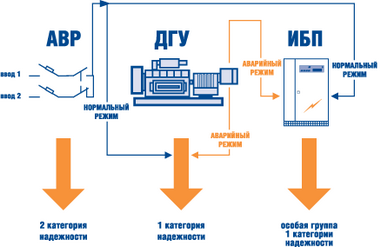 АВР
ДГУ
ИБП
ввод 1
ввод 2
НОРМАЛЬНЫЙ
РЕЖИМ
АВАРИЙНЫЙ
РЕЖИМ
АВАРИЙНЫЙ
РЕЖИМ
НОРМАЛЬНЫЙ
РЕЖИМ
2 категория
надежности
1 категория
надежности
особая группа
1 категории
надежности